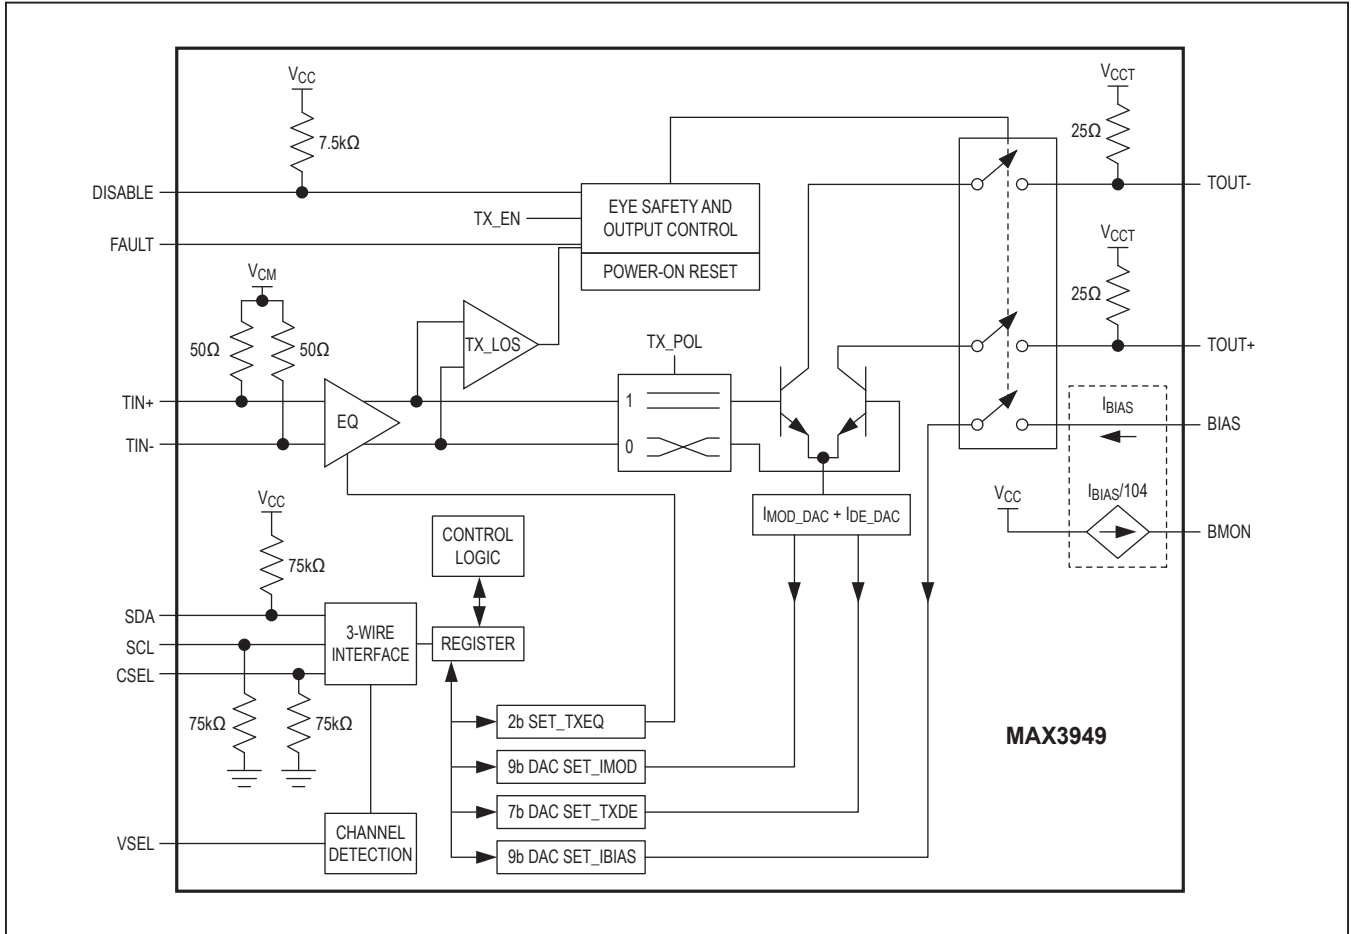 VCC
7.5kΩ
DISABLE
TX_EN
FAULT
EYE SAFETY AND
OUTPUT CONTROL
POWER-ON RESET
VCCT
25Ω
TOUT-
VCCT
25Ω
TOUT+
VCM
50Ω
50Ω
TX_LOS
TX_POL
TIN+
TIN-
EQ
1
0
IBIAS
BIAS
VCC
IBIAS/104
BMON
IMOD_DAC + IDE_DAC
VCC
75kΩ
CONTROL
LOGIC
SDA
SCL
CSEL
3-WIRE
INTERFACE
REGISTER
75kΩ
75kΩ
2b SET_TXEQ
9b DAC SET_IMOD
7b DAC SET_TXDE
9b DAC SET_IBIAS
MAX3949
VSEL
CHANNEL
DETECTION